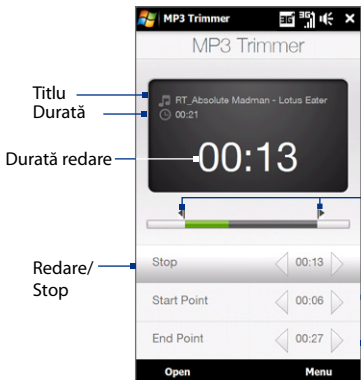 MP3 Trimmer
MP3 Trimmer
Titlu
RT_Absolute Madman - Lotus Eater
Durată
00:21
Durată redare
00:13
Redare/
Stop
Stop
00:13
Start Point
00:06
End Point
00:27
Open
Menu